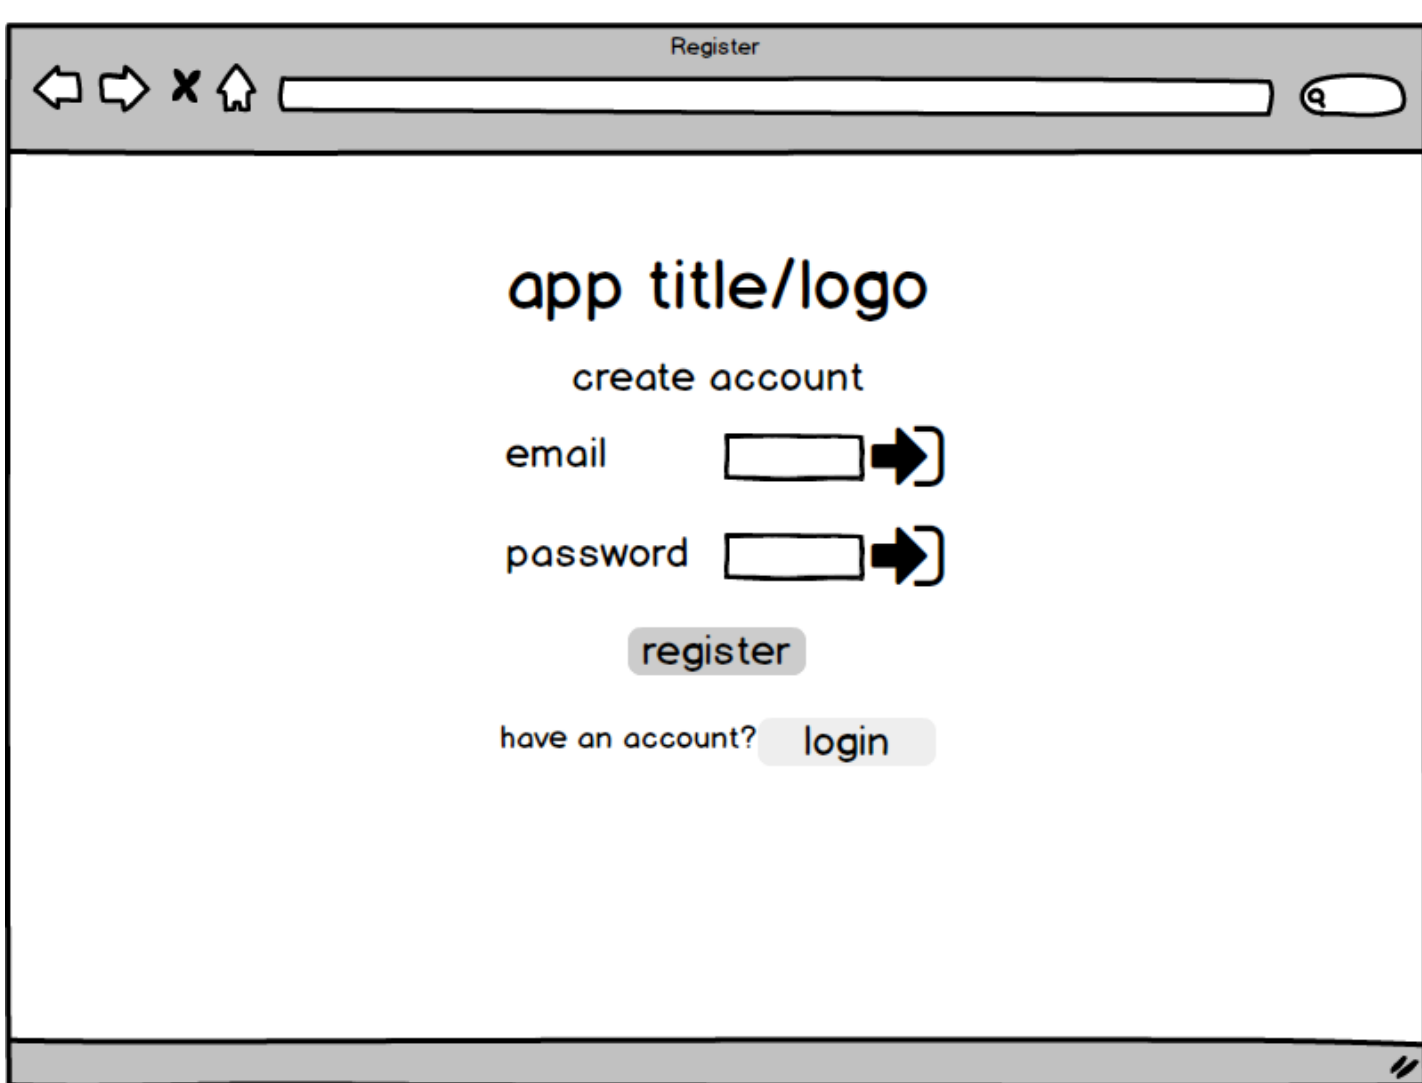 Register
app title/logo
create account
email
password
register
have an account? login